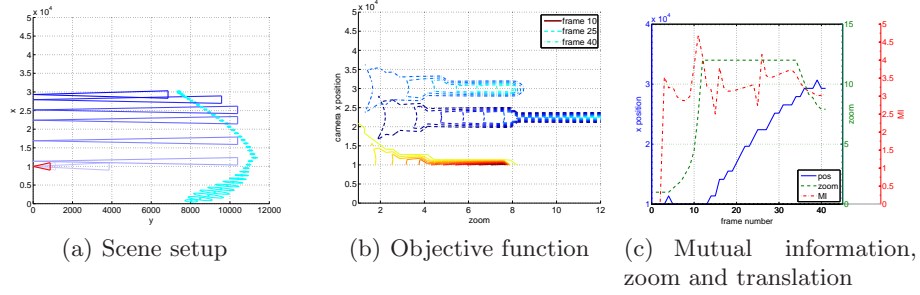 5 x 10^4
4.5
4
3.5
3
2.5
2
1.5
1
0.5
0
x
0 2000 4000 6000 8000 10000 12000
y
(a) Scene setup
5 x 10^4
4.5
4
3.5
3
2.5
2
1.5
1
0.5
0
camera x position
frame 10
frame 25
frame 40
2 4 6 8 10 12
zoom
(b) Objective function
4 x 10^4
3
2
1
x position
0 10 20 30 40
frame number
pos
zoom
MI
15
10
5
0
zoom
5
4.5
4
3.5
3
2.5
2
1.5
1
0.5
0
MI
(c) Mutual information,
zoom and translation